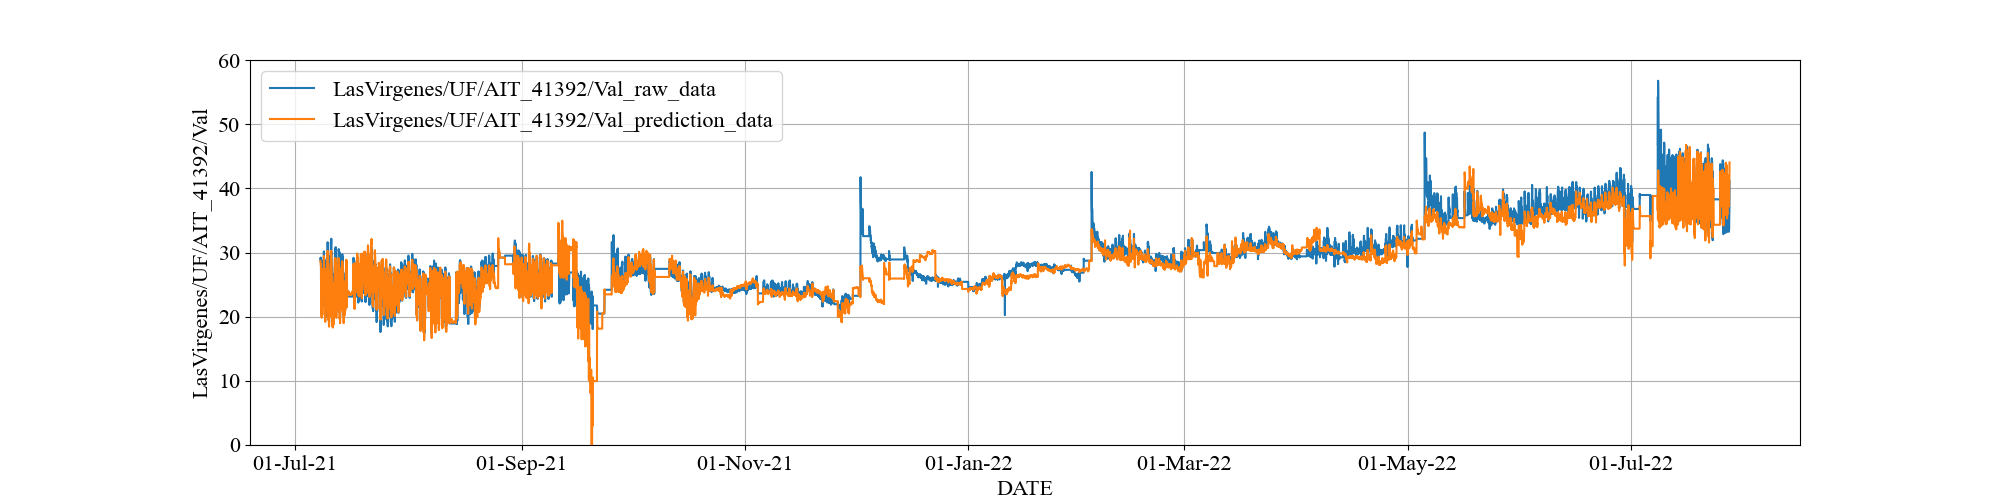 LasVirgenes/UF/AIT_41392/Val_raw_data
LasVirgenes/UF/AIT_41392/Val_prediction_data
LasVirgenes/UF/AIT_41392/Val
60
50
40
30
20
10
0
01-Jul-21 01-Sep-21 01-Nov-21 01-Jan-22 01-Mar-22 01-May-22 01-Jul-22
DATE